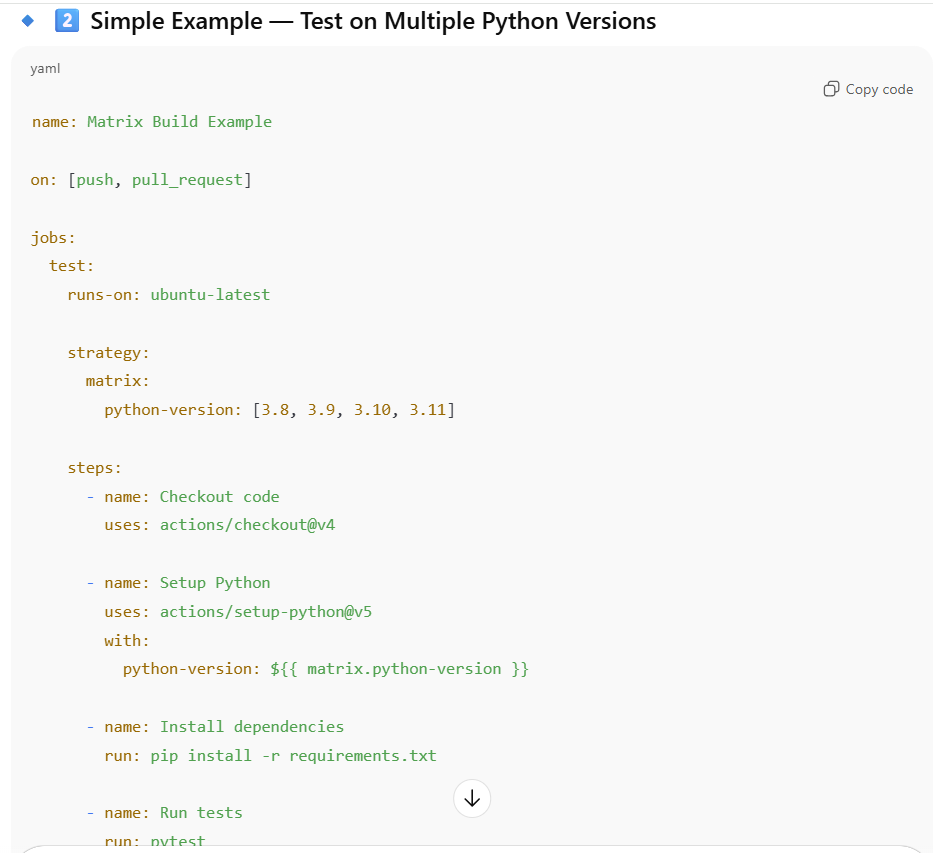 2 Simple Example — Test on Multiple Python Versions
yaml
Copy code
name: Matrix Build Example
on: [push, pull_request]
jobs:
  test:
    runs-on: ubuntu-latest
    strategy:
      matrix:
        python-version: [3.8, 3.9, 3.10, 3.11]
    steps:
      - name: Checkout code
        uses: actions/checkout@v4
      - name: Setup Python
        uses: actions/setup-python@v5
        with:
          python-version: ${{ matrix.python-version }}
      - name: Install dependencies
        run: pip install -r requirements.txt
      - name: Run tests
        run: pytest